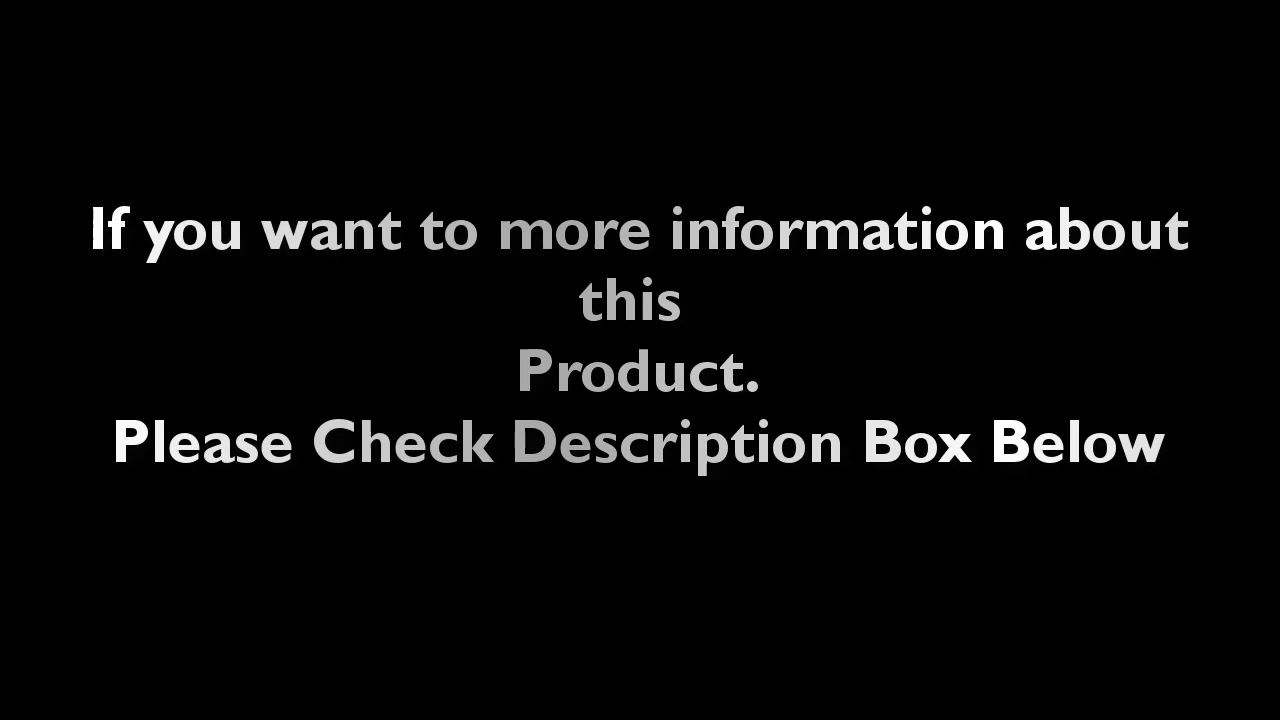 If you want to more information about
this
Product.
Please Check Description Box Below